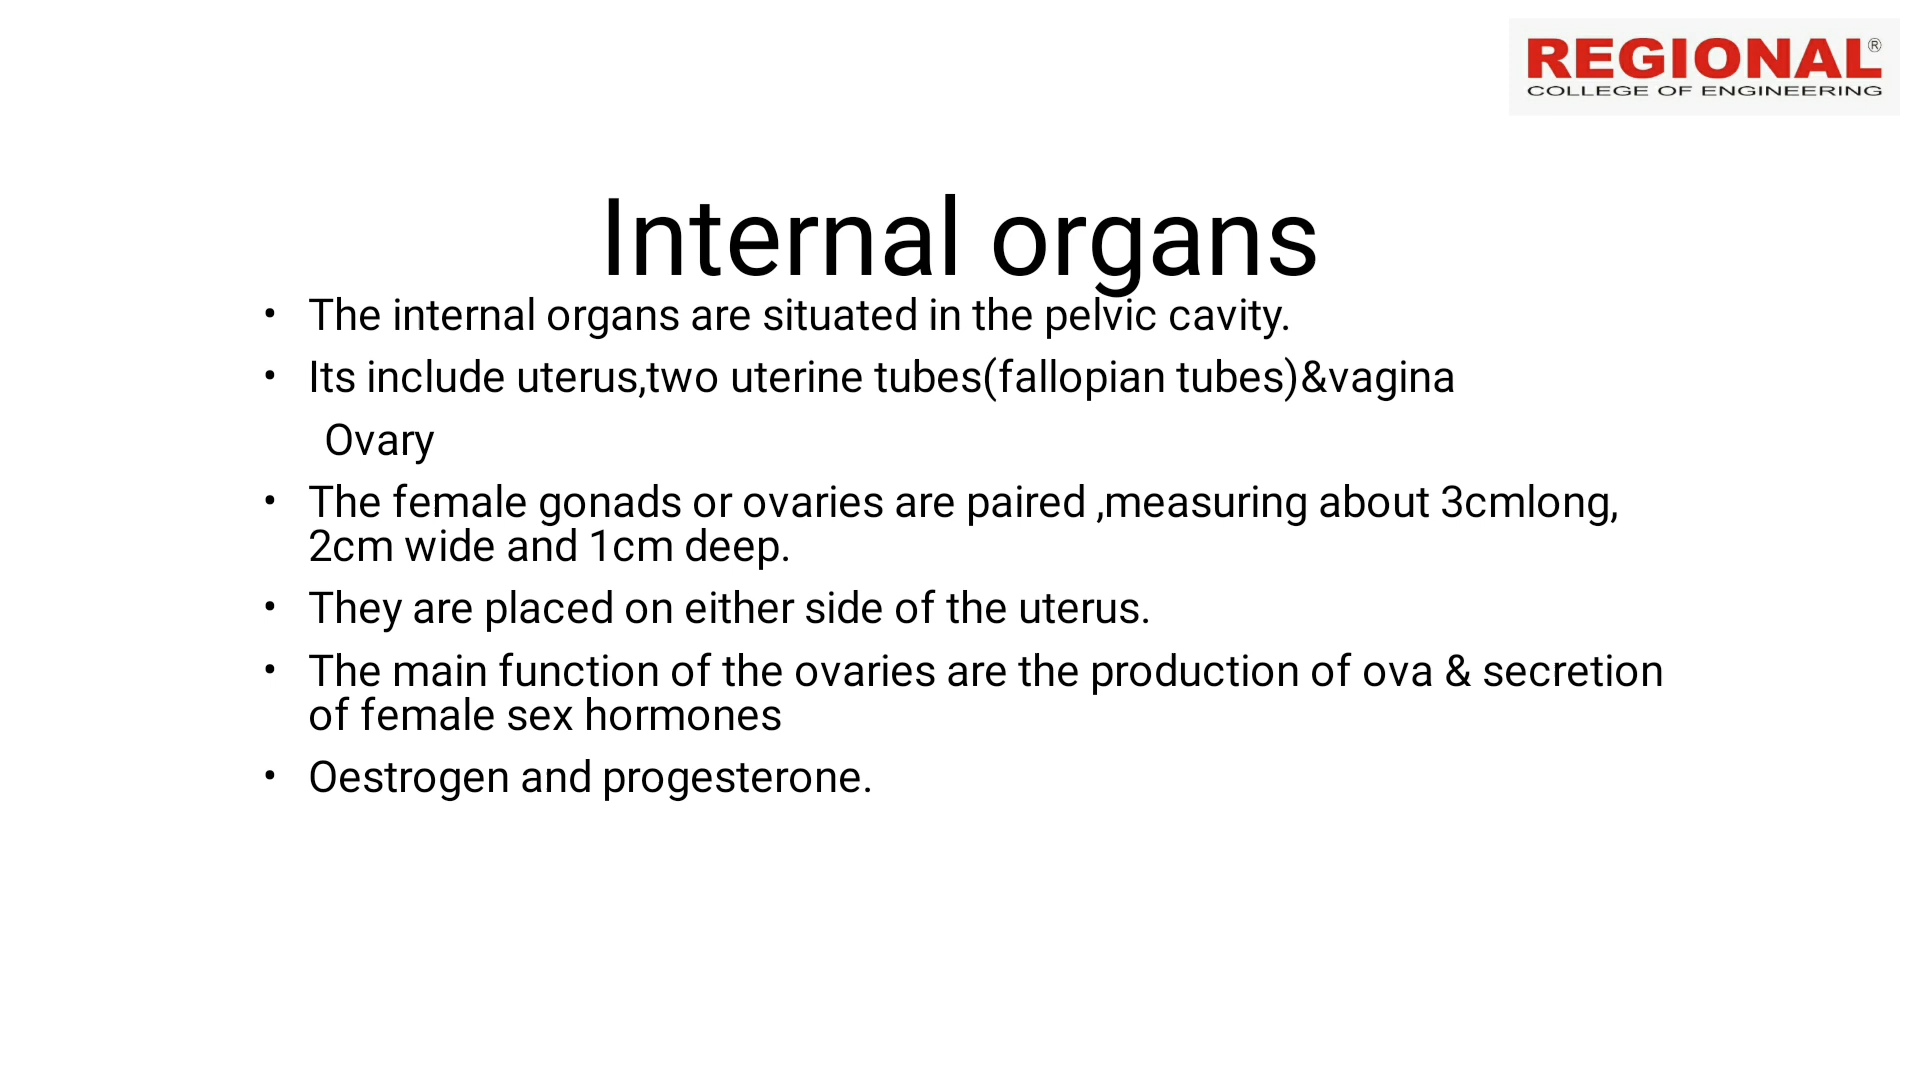 REGIONAL®
COLLEGE OF ENGINEERING
Internal organs
• The internal organs are situated in the pelvic cavity.
• Its include uterus,two uterine tubes(fallopian tubes)&vagina
Ovary
• The female gonads or ovaries are paired ,measuring about 3cmlong,
2cm wide and 1cm deep.
• They are placed on either side of the uterus.
• The main function of the ovaries are the production of ova & secretion
of female sex hormones
• Oestrogen and progesterone.